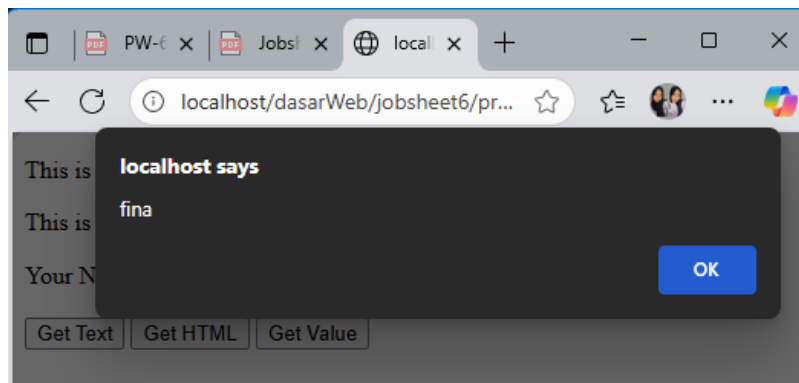 PW-6 Jobsh local
localhost/dasarWeb/jobsheet6/pr...
localhost says
This is
fina
This is
Your N
OK
Get Text Get HTML Get Value